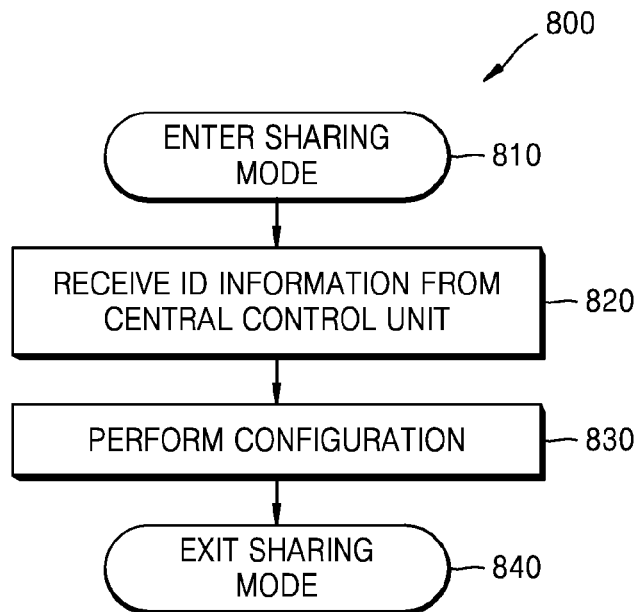 800
ENTER SHARING
MODE
810
RECEIVE ID INFORMATION FROM
CENTRAL CONTROL UNIT
820
PERFORM CONFIGURATION
830
EXIT SHARING
MODE
840